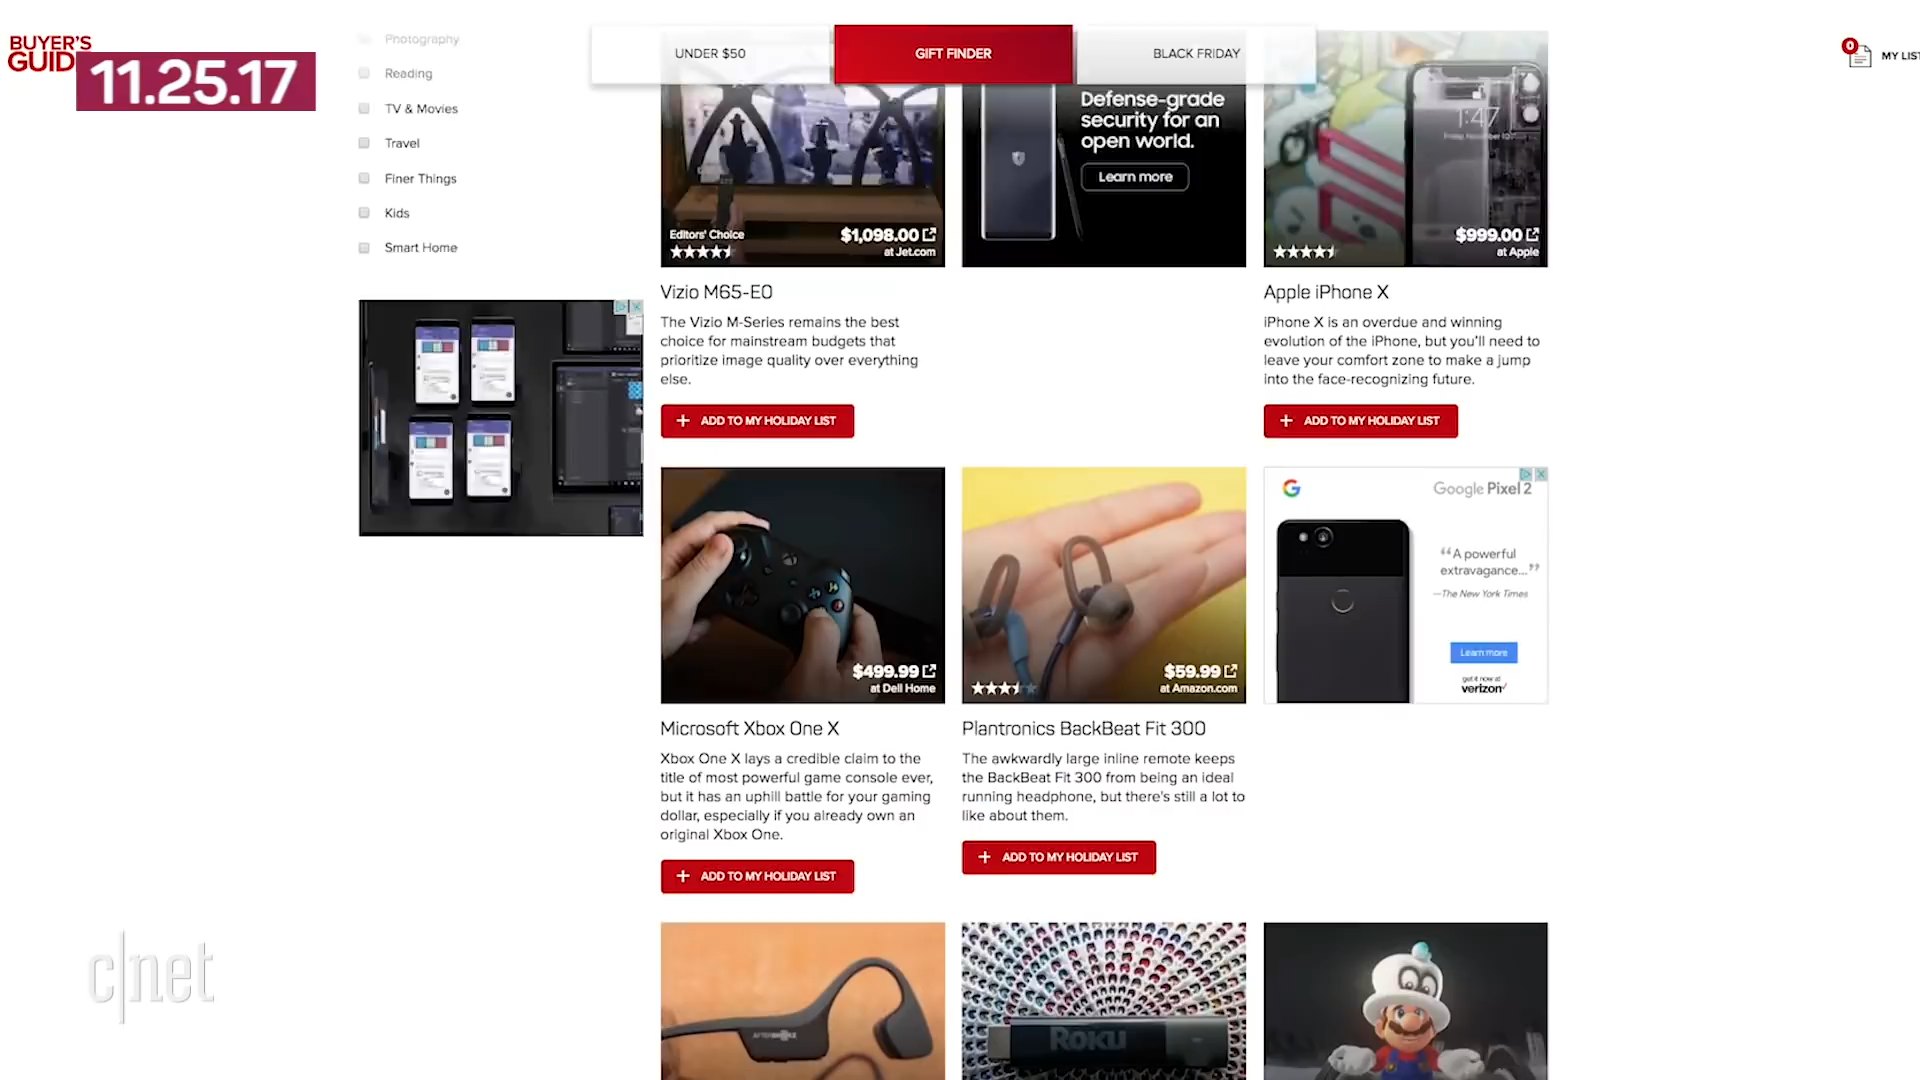 BUYER'S
GUID
11.25.17
Photography
Reading
TV & Movies
Travel
Finer Things
Kids
Smart Home
UNDER $50
GIFT FINDER
BLACK FRIDAY
0
MY LIST
Editors' Choice
$1,098.00
at Jet.com
Defense-grade
security for an
open world.
Learn more
1:47
$999.00
at Apple
Vizio M65-E0
The Vizio M-Series remains the best
choice for mainstream budgets that
prioritize image quality over everything
else.
+ ADD TO MY HOLIDAY LIST
Apple iPhone X
iPhone X is an overdue and winning
evolution of the iPhone, but you'll need to
leave your comfort zone to make a jump
into the face-recognizing future.
+ ADD TO MY HOLIDAY LIST
$499.99
at Dell Home
$59.99
at Amazon.com
G
Google Pixel 2
“A powerful
extravagance...”
—The New York Times
Learn more
get it now at
verizon
Microsoft Xbox One X
Xbox One X lays a credible claim to the
title of most powerful game console ever,
but it has an uphill battle for your gaming
dollar, especially if you already own an
original Xbox One.
+ ADD TO MY HOLIDAY LIST
Plantronics BackBeat Fit 300
The awkwardly large inline remote keeps
the BackBeat Fit 300 from being an ideal
running headphone, but there's still a lot to
like about them.
+ ADD TO MY HOLIDAY LIST
c|net
Roku